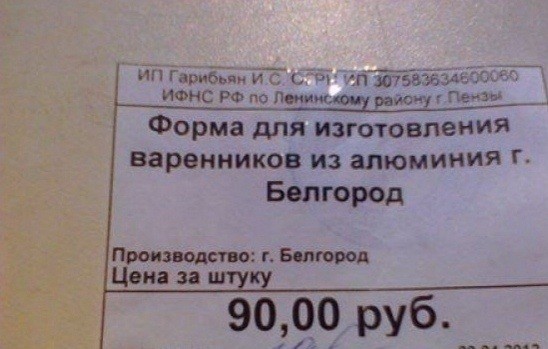 ИП Гарибьян И.С. ОГРН ИП 307583634600060
ИФНС РФ по Ленинскому району г.Пензы
Форма для изготовления
варенников из алюминия г.
Белгород
Производство: г. Белгород
Цена за штуку
90,00 руб.